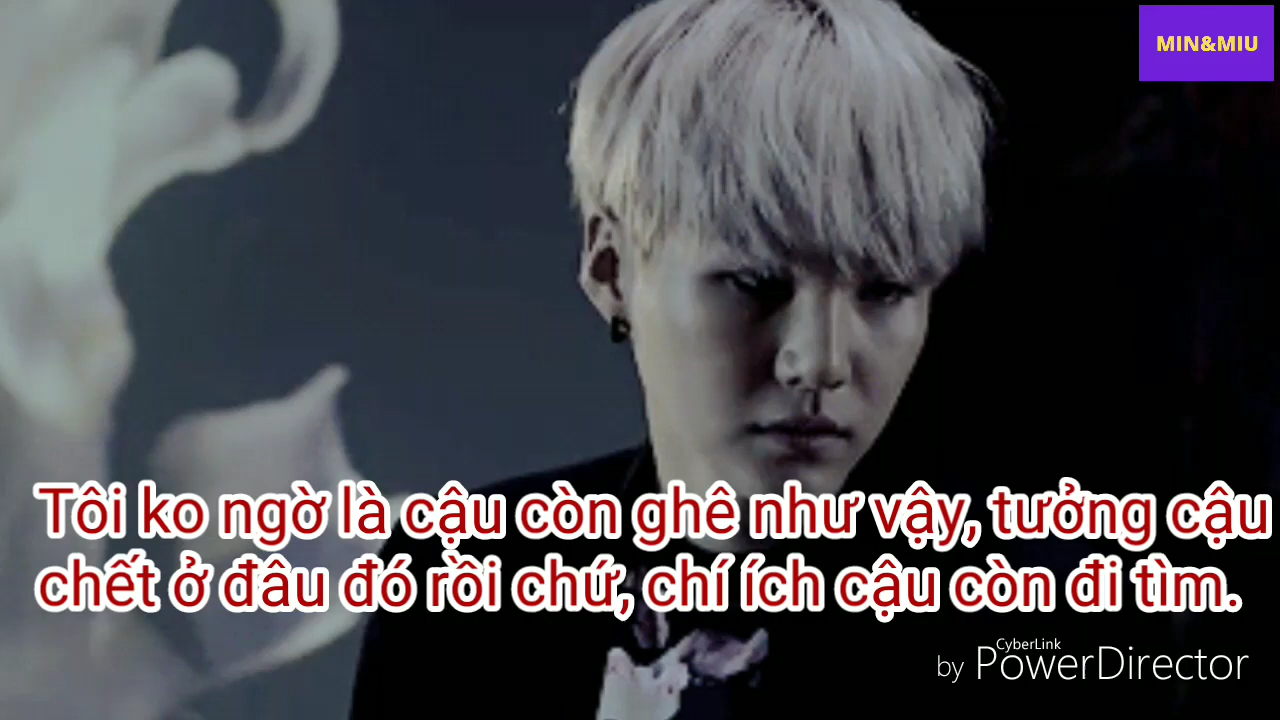 MIN&MIU
Tôi ko ngờ là cậu còn ghê như vậy, tưởng cậu
chết ở đâu đó rồi chứ, chí ích cậu còn đi tìm.
CyberLink
by PowerDirector